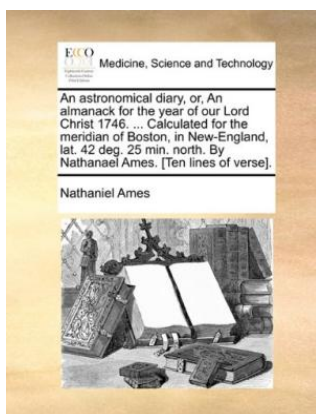 ECCO
Medicine, Science and Technology
An astronomical diary, or, An
almanack for the year of our Lord
Christ 1746. ... Calculated for the
meridian of Boston, in New-England,
lat. 42 deg. 25 min. north. By
Nathanael Ames. [Ten lines of verse].
Nathaniel Ames